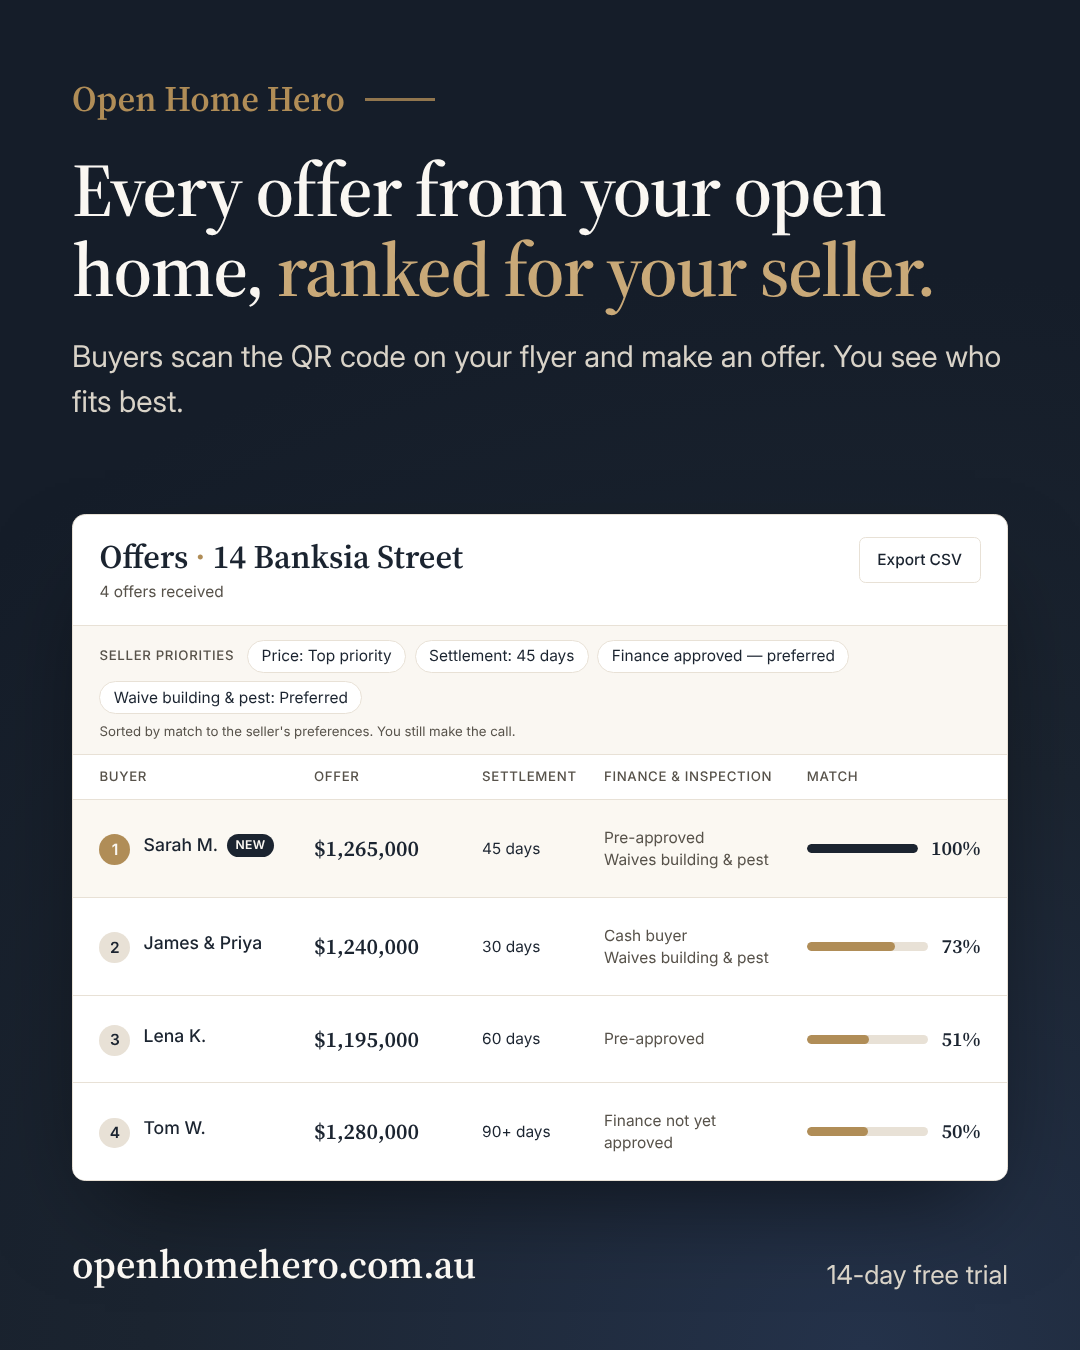 Open Home Hero
Every offer from your open
home, ranked for your seller.
Buyers scan the QR code on your flyer and make an offer. You see who
fits best.
Offers · 14 Banksia Street
Export CSV
4 offers received
SELLER PRIORITIES Price: Top priority Settlement: 45 days Finance approved — preferred
Waive building & pest: Preferred
Sorted by match to the seller's preferences. You still make the call.
BUYER OFFER SETTLEMENT FINANCE & INSPECTION MATCH
1 Sarah M. NEW $1,265,000 45 days Pre-approved
Waives building & pest 100%
2 James & Priya $1,240,000 30 days Cash buyer
Waives building & pest 73%
3 Lena K. $1,195,000 60 days Pre-approved 51%
4 Tom W. $1,280,000 90+ days Finance not yet
approved 50%
openhomehero.com.au
14-day free trial